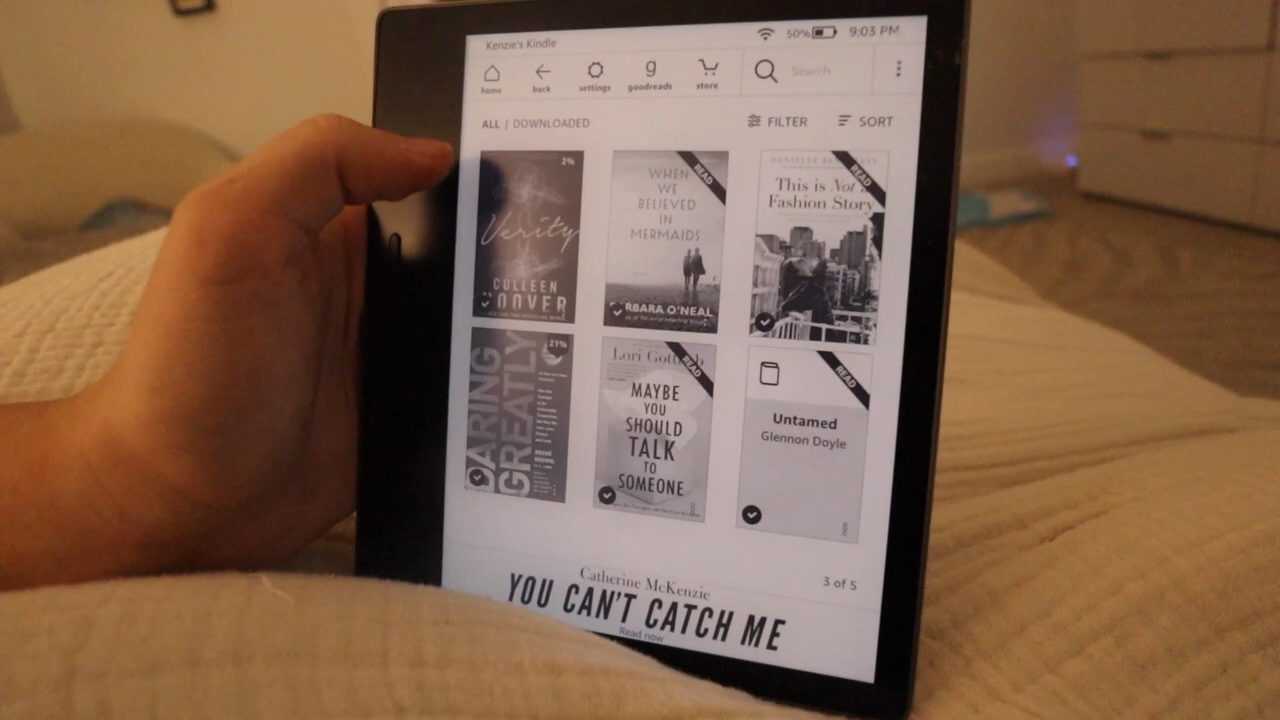 Kenzie's Kindle
50%
9:03 PM
home
back
settings
goodreads
store
Search
ALL | DOWNLOADED
FILTER
SORT
2%
Verity
COLLEEN
OOVER
READ
WHEN
WE
BELIEVED
IN
MERMAIDS
RBARA O'NEAL
READ
This is Not
Fashion Story
21%
DARING
GREATLY
BRENÉ
BROWN,
READ
Lori Gottlieb
MAYBE
YOU
SHOULD
TALK
TO
SOMEONE
READ
Untamed
Glennon Doyle
3 of 5
Catherine McKenzie
YOU CAN'T CATCH ME
Read now